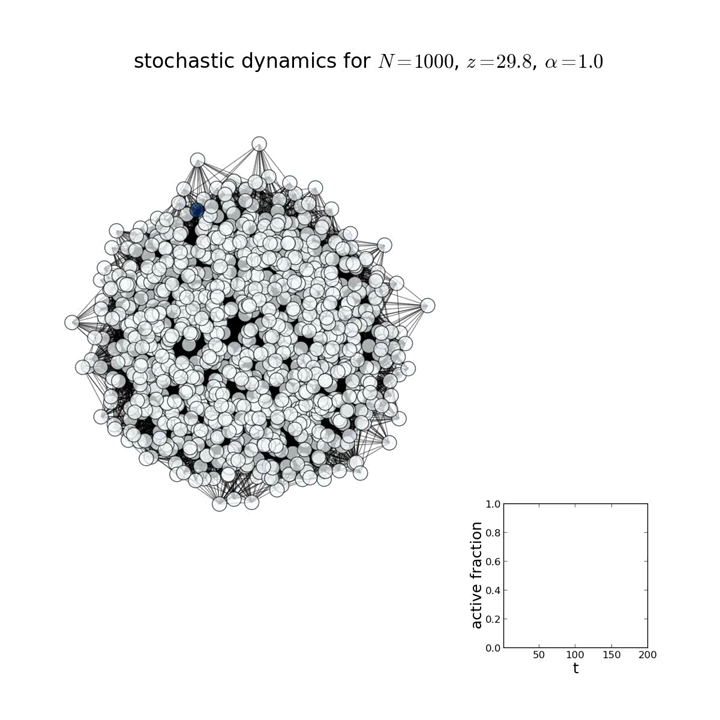 stochastic dynamics for N=1000, z=29.8, α=1.0
1.0
0.8
0.6
0.4
0.2
0.0
active fraction
50 100 150 200
t